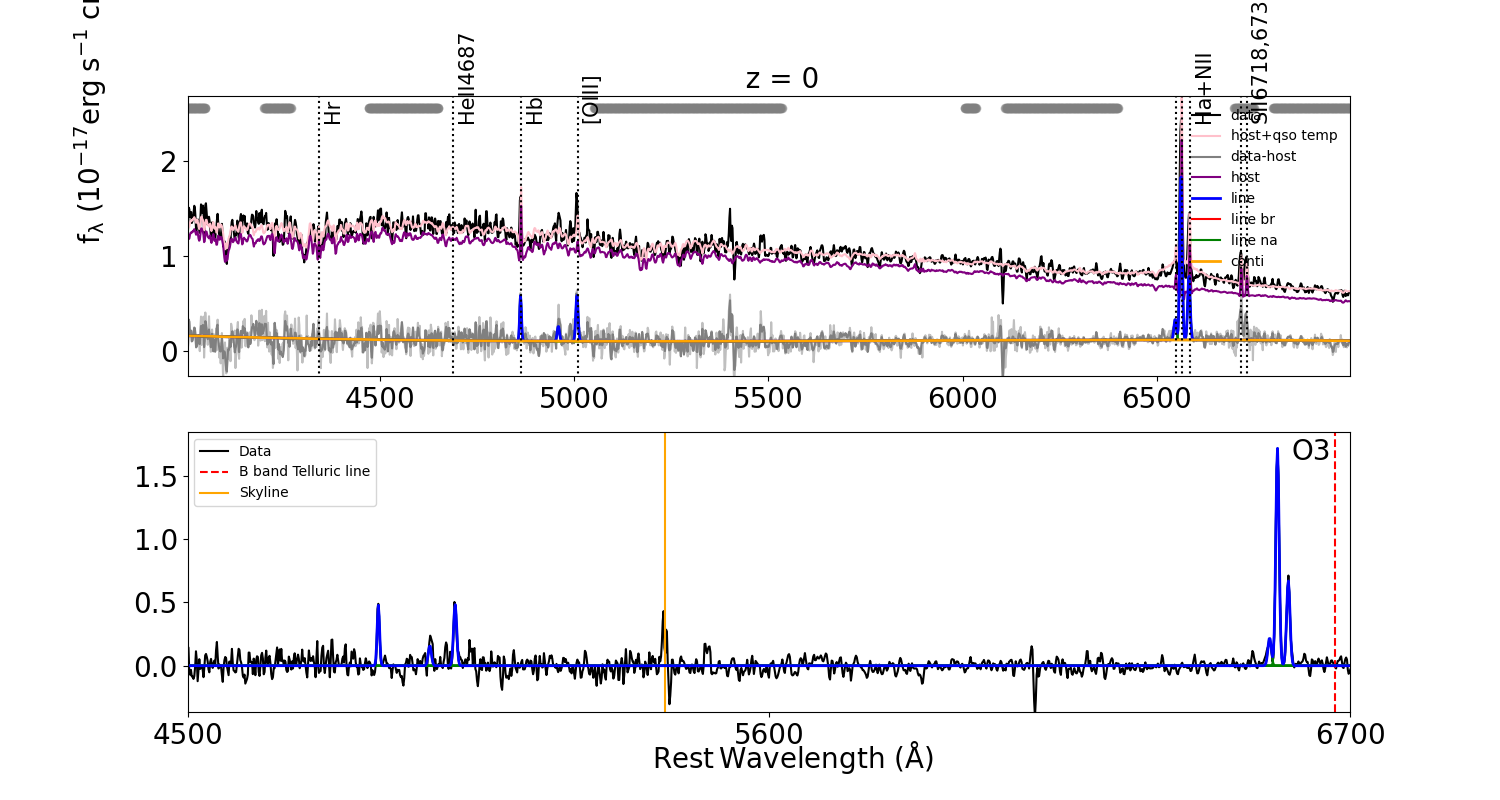 z = 0
f_λ (10^−17 erg s^−1
Hr
HeII4687
Hb
[OIII]
Ha+NII
SII6718,673
data
host+qso temp
data-host
host
line
line br
line na
conti
2
1
0
4500
5000
5500
6000
6500
Data
B band Telluric line
Skyline
O3
1.5
1.0
0.5
0.0
4500
5600
6700
Rest Wavelength (Å)